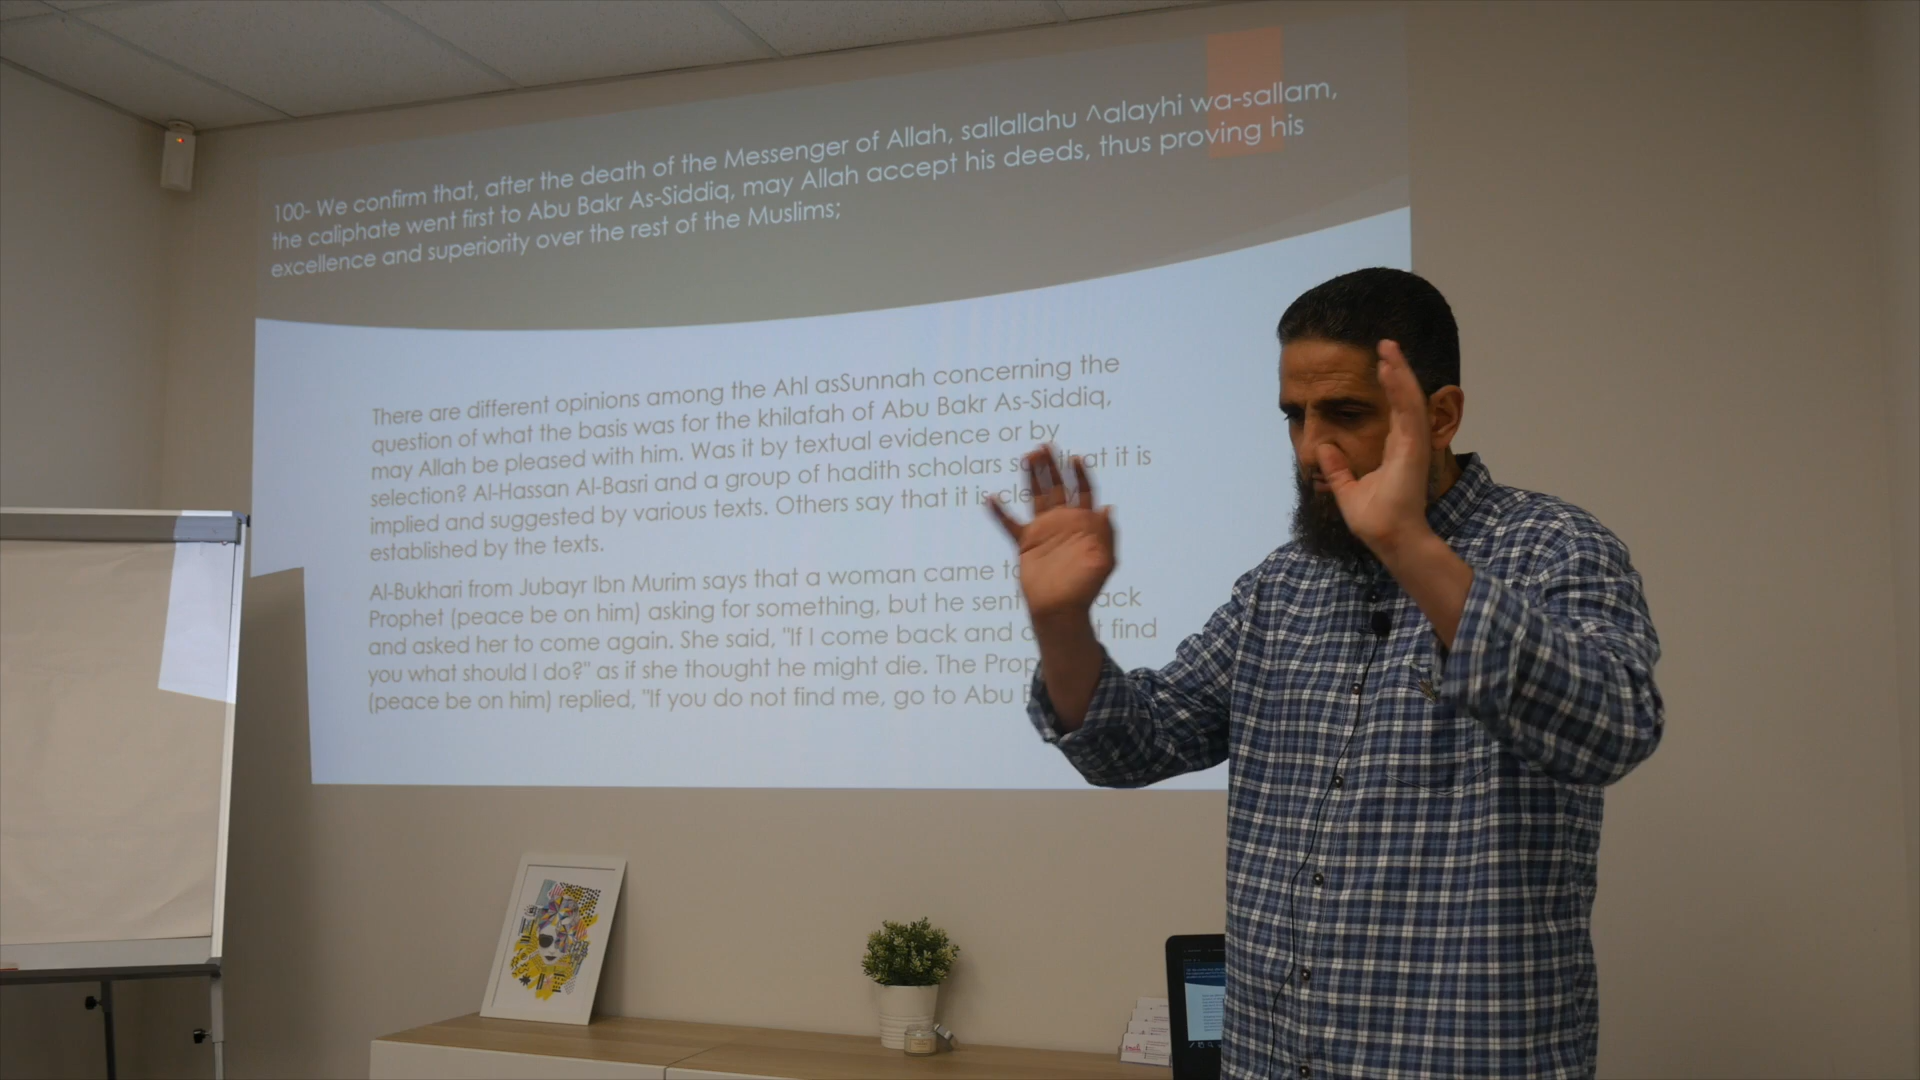 100- We confirm that, after the death of the Messenger of Allah, sallallahu ^alayhi wa-sallam,
the caliphate went first to Abu Bakr As-Siddiq, may Allah accept his deeds, thus proving his
excellence and superiority over the rest of the Muslims;
There are different opinions among the Ahl asSunnah concerning the
question of what the basis was for the khilafah of Abu Bakr As-Siddiq,
may Allah be pleased with him. Was it by textual evidence or by
selection? Al-Hassan Al-Basri and a group of hadith scholars say that it is
implied and suggested by various texts. Others say that it is
established by the texts.
Al-Bukhari from Jubayr Ibn Murim says that a woman came
Prophet (peace be on him) asking for something, but he sent
and asked her to come again. She said, "If I come back and find
you what should I do?" as if she thought he might die. The
(peace be on him) replied, "If you do not find me, go to Abu